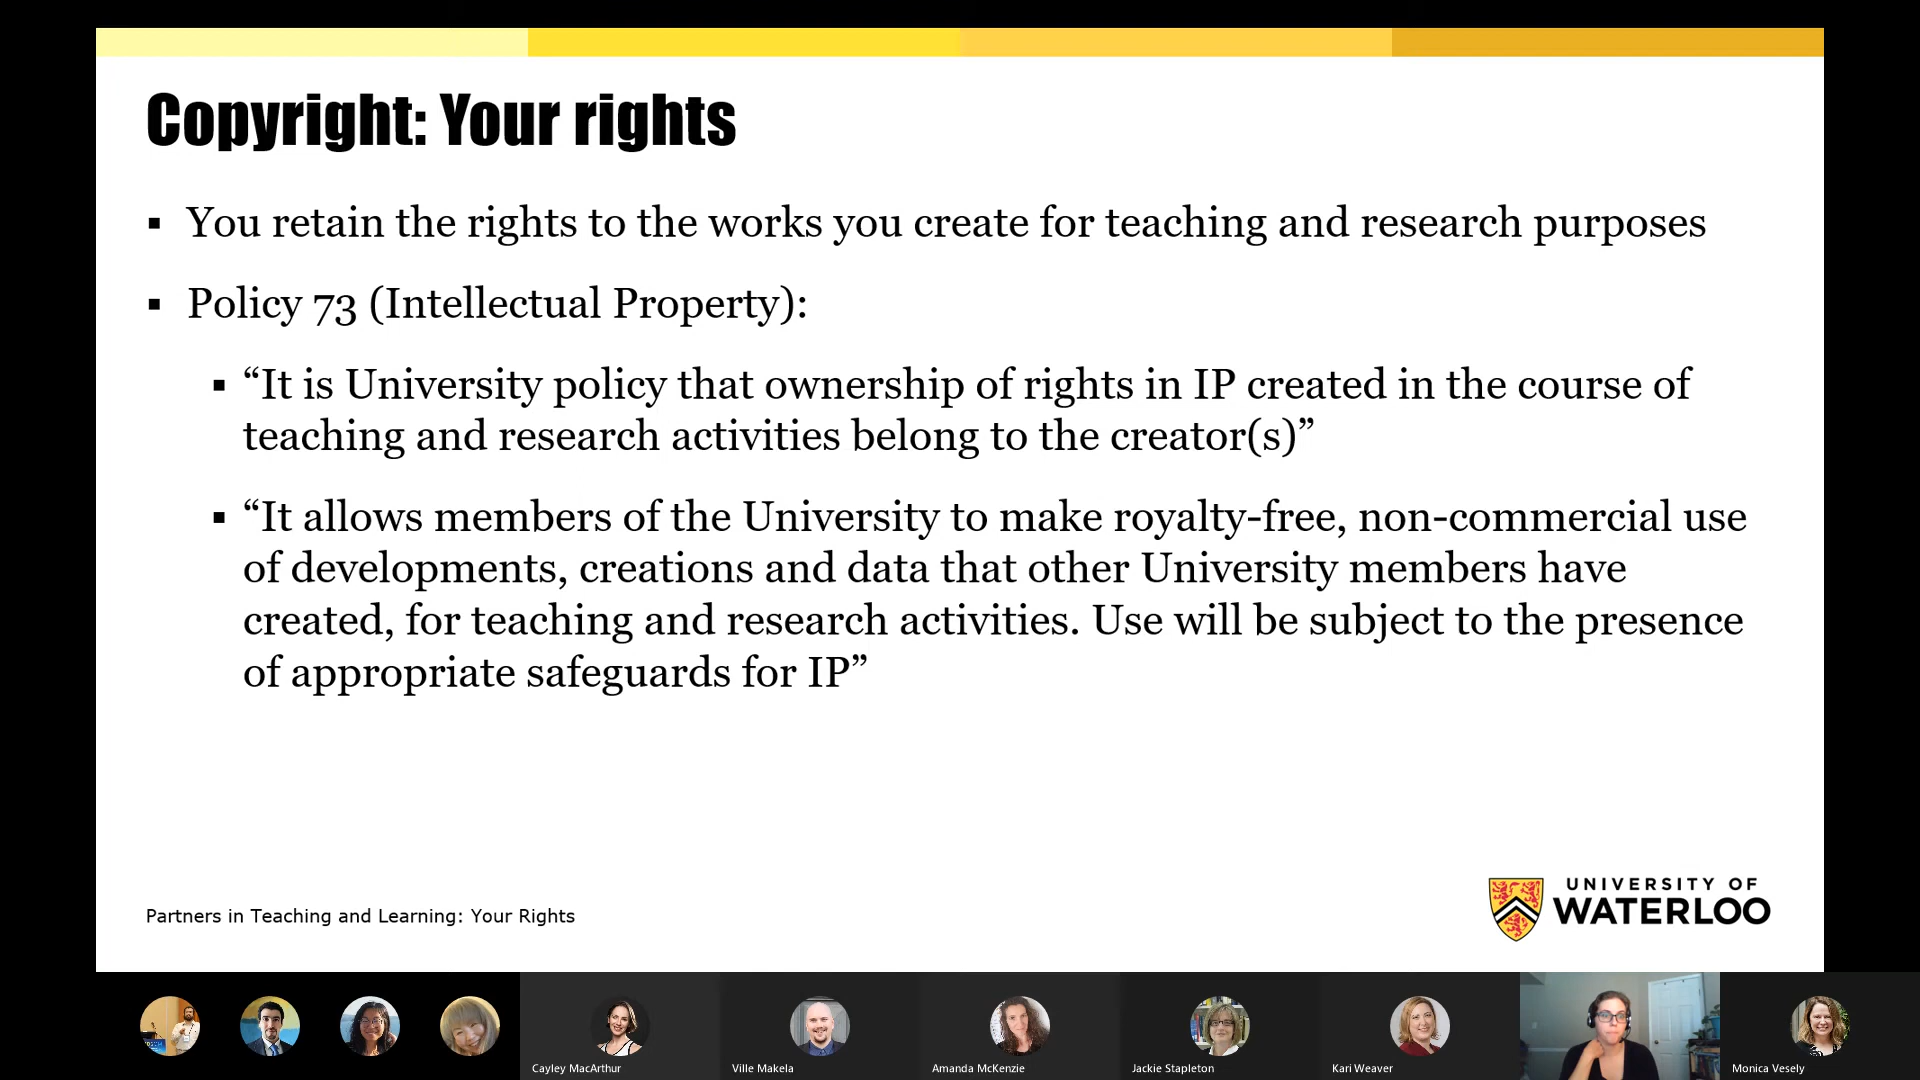 Copyright: Your rights
▪ You retain the rights to the works you create for teaching and research purposes
▪ Policy 73 (Intellectual Property):
▪ “It is University policy that ownership of rights in IP created in the course of
teaching and research activities belong to the creator(s)”
▪ “It allows members of the University to make royalty-free, non-commercial use
of developments, creations and data that other University members have
created, for teaching and research activities. Use will be subject to the presence
of appropriate safeguards for IP”
Partners in Teaching and Learning: Your Rights
UNIVERSITY OF
WATERLOO
Cayley MacArthur
Ville Makela
Amanda McKenzie
Jackie Stapleton
Kari Weaver
Monica Vesely